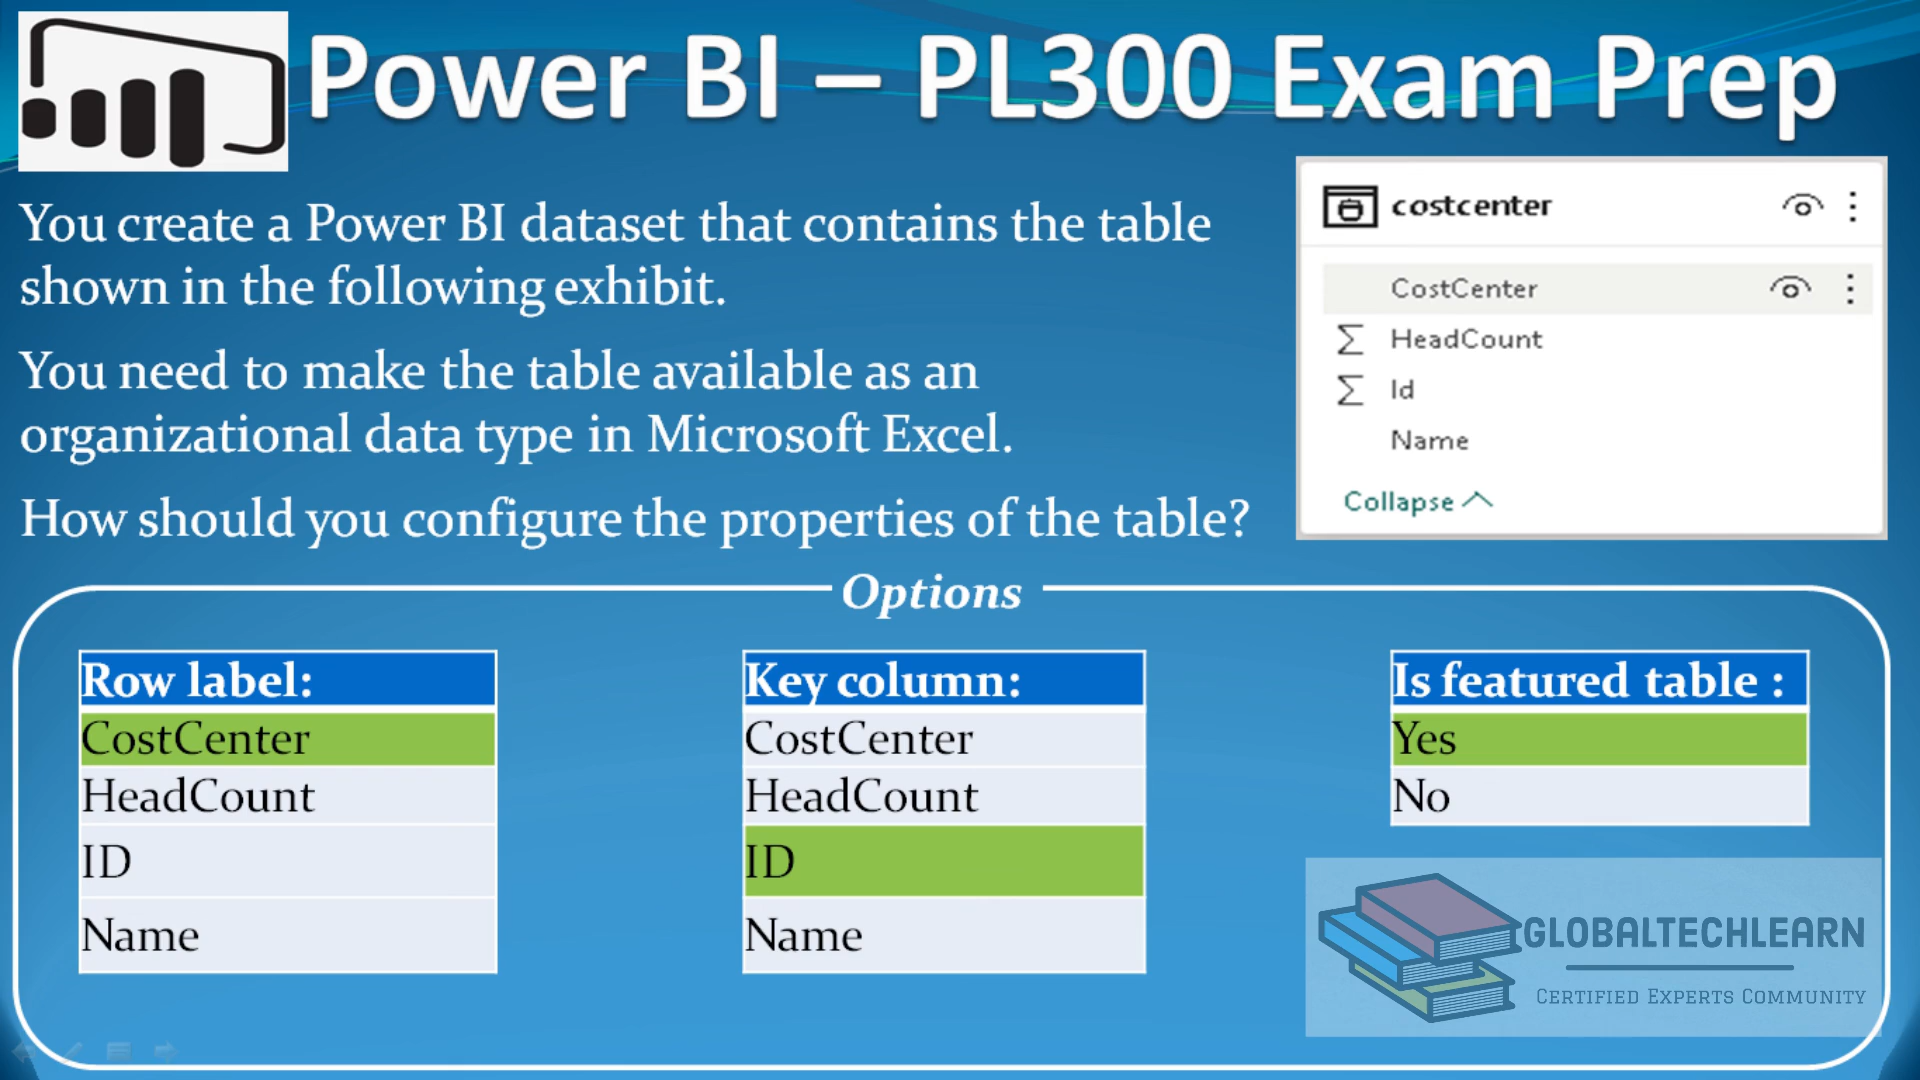 Power BI – PL300 Exam Prep
You create a Power BI dataset that contains the table
shown in the following exhibit.
You need to make the table available as an
organizational data type in Microsoft Excel.
How should you configure the properties of the table?
costcenter
CostCenter
HeadCount
Id
Name
Collapse
Options
Row label:
CostCenter
HeadCount
ID
Name
Key column:
CostCenter
HeadCount
ID
Name
Is featured table :
Yes
No
GLOBALTECHLEARN
CERTIFIED EXPERTS COMMUNITY